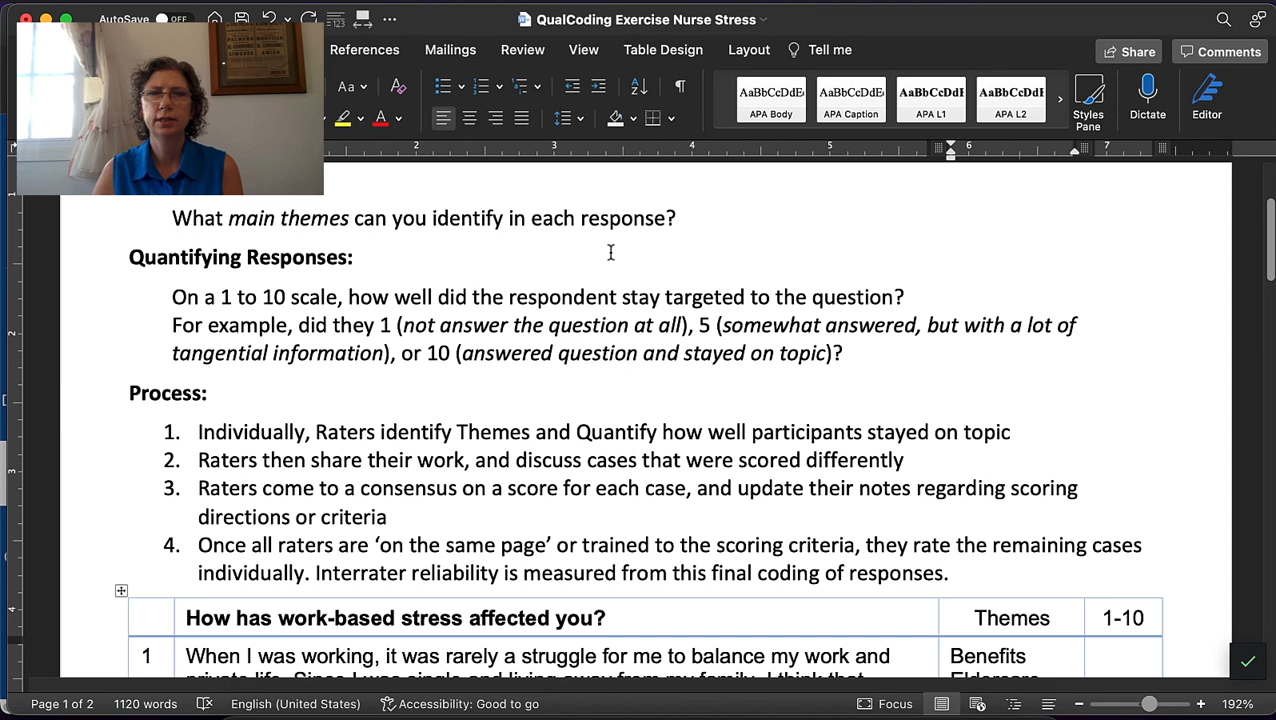 AutoSave OFF
QualCoding Exercise Nurse Stress
References Mailings Review View Table Design Layout Tell me
Share Comments
Aa
AaBbCcDdE AaBbCcDdE AaBbCcDdE AaBbCcDdE
APA Body APA Caption APA L1 APA L2
Styles Pane
Dictate
Editor
2 3 4 5 6 7
What main themes can you identify in each response?
Quantifying Responses:
On a 1 to 10 scale, how well did the respondent stay targeted to the question?
For example, did they 1 (not answer the question at all), 5 (somewhat answered, but with a lot of
tangential information), or 10 (answered question and stayed on topic)?
Process:
1. Individually, Raters identify Themes and Quantify how well participants stayed on topic
2. Raters then share their work, and discuss cases that were scored differently
3. Raters come to a consensus on a score for each case, and update their notes regarding scoring
directions or criteria
4. Once all raters are ‘on the same page’ or trained to the scoring criteria, they rate the remaining cases
individually. Interrater reliability is measured from this final coding of responses.
How has work-based stress affected you? Themes 1-10
1 When I was working, it was rarely a struggle for me to balance my work and Benefits
Page 1 of 2 1120 words English (United States) Accessibility: Good to go Focus 192%